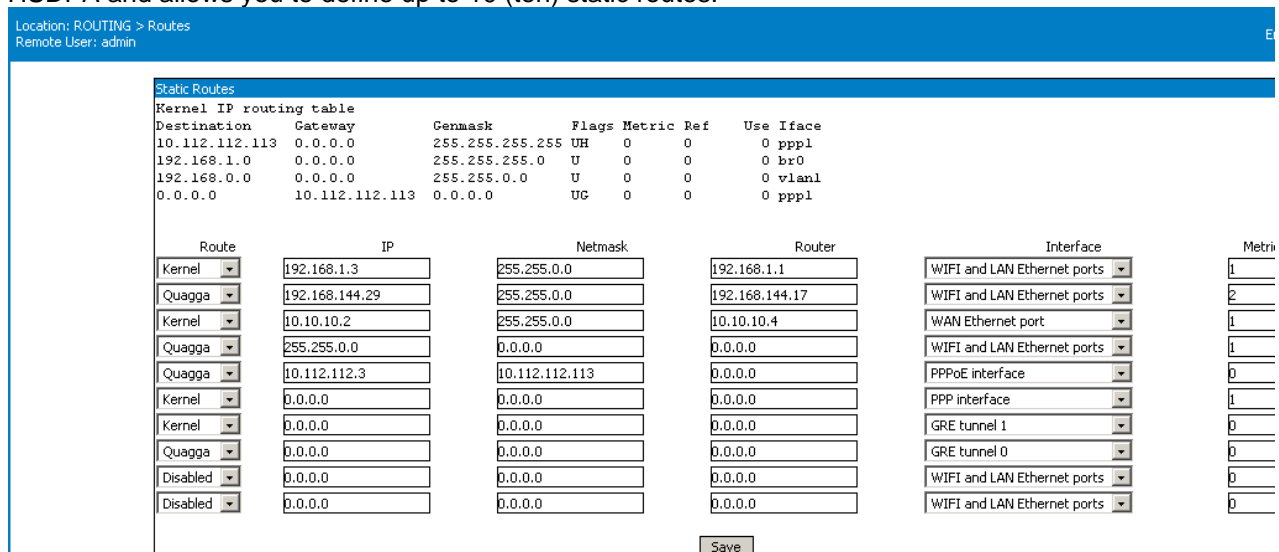 HSDPA and allows you to define up to 10 (ten) static routes.
Location: ROUTING > Routes
Remote User: admin
Static Routes
Kernel IP routing table
Destination Gateway Genmask Flags Metric Ref Use Iface
10.112.112.113 0.0.0.0 255.255.255.255 UH 0 0 0 ppp1
192.168.1.0 0.0.0.0 255.255.255.0 U 0 0 0 br0
192.168.0.0 0.0.0.0 255.255.0.0 U 0 0 0 vlan1
0.0.0.0 10.112.112.113 0.0.0.0 UG 0 0 0 ppp1
Route IP Netmask Router Interface
Kernel 192.168.1.3 255.255.0.0 192.168.1.1 WIFI and LAN Ethernet ports 1
Quagga 192.168.144.29 255.255.0.0 192.168.144.17 WIFI and LAN Ethernet ports 2
Kernel 10.10.10.2 255.255.0.0 10.10.10.4 WAN Ethernet port 1
Quagga 255.255.0.0 0.0.0.0 0.0.0.0 WIFI and LAN Ethernet ports 1
Quagga 10.112.112.3 10.112.112.113 0.0.0.0 PPPoE interface 0
Kernel 0.0.0.0 0.0.0.0 0.0.0.0 PPP interface 1
Kernel 0.0.0.0 0.0.0.0 0.0.0.0 GRE tunnel 1 0
Quagga 0.0.0.0 0.0.0.0 0.0.0.0 GRE tunnel 0 0
Disabled 0.0.0.0 0.0.0.0 0.0.0.0 WIFI and LAN Ethernet ports 0
Disabled 0.0.0.0 0.0.0.0 0.0.0.0 WIFI and LAN Ethernet ports 0
Save